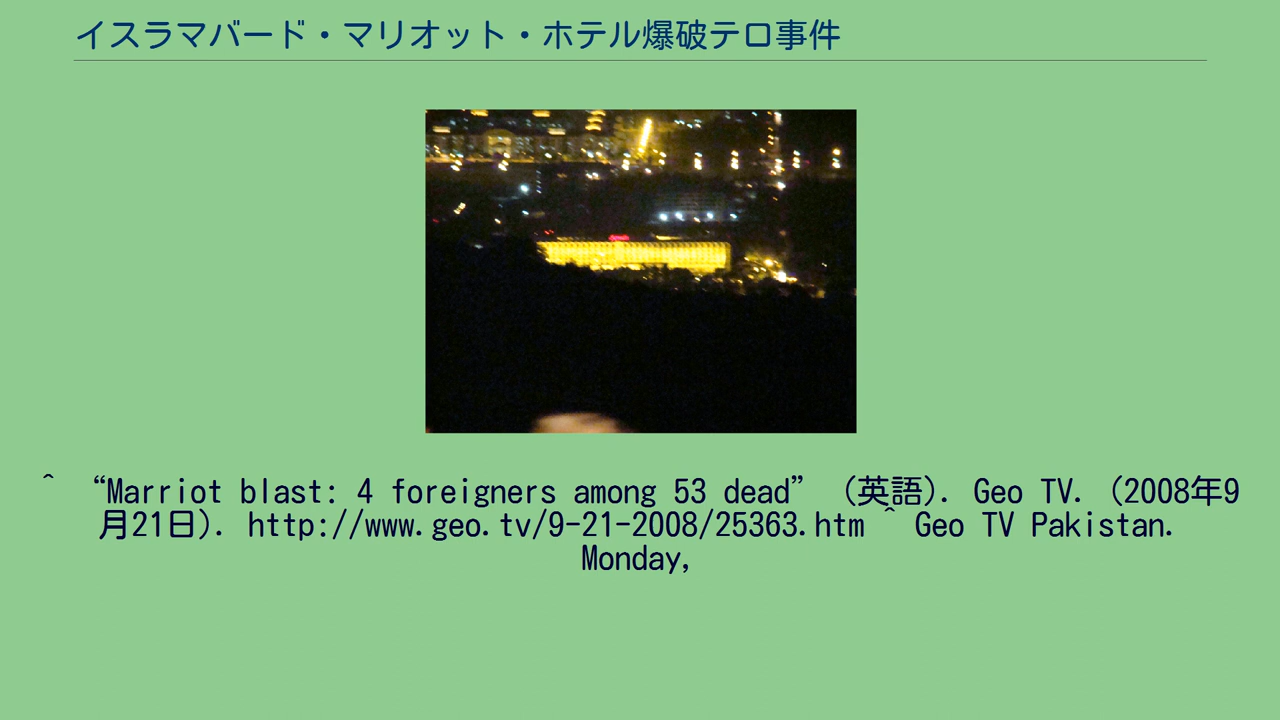 イスラマバード・マリオット・ホテル爆破テロ事件
^ “Marriot blast: 4 foreigners among 53 dead” (英語). Geo TV. (2008年9
月21日). http://www.geo.tv/9-21-2008/25363.htm ^ Geo TV Pakistan.
Monday,